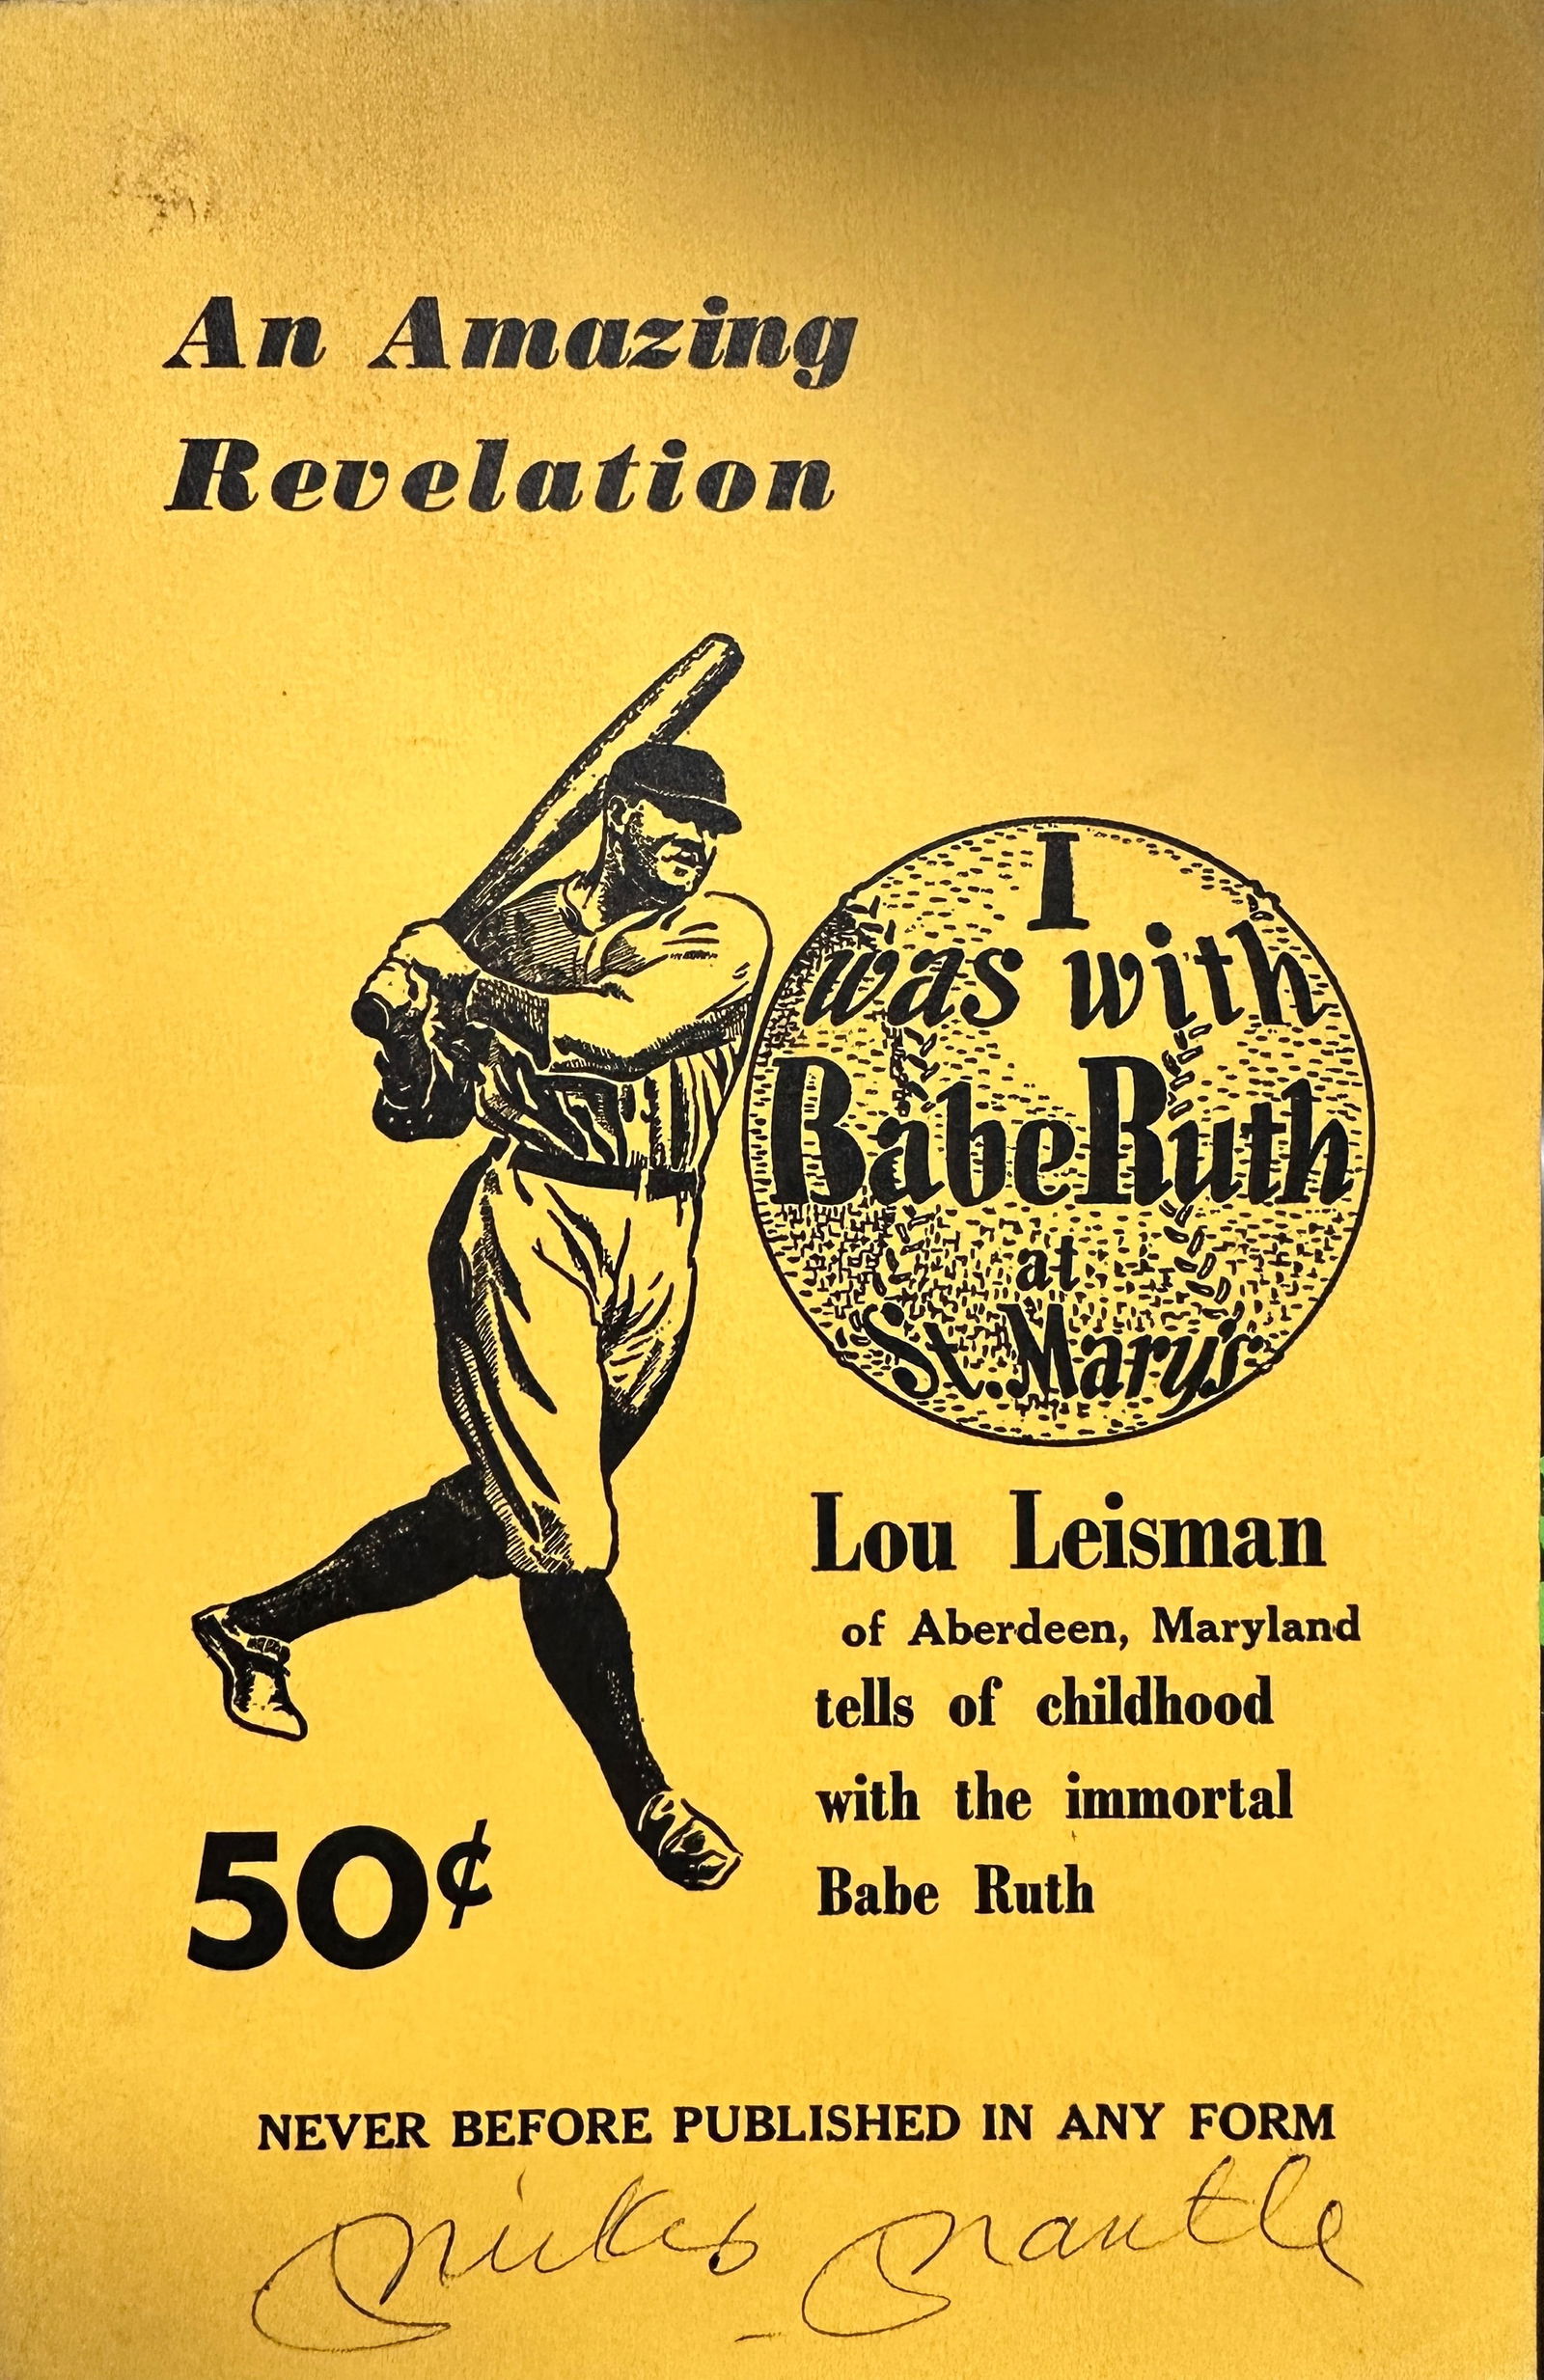 An Amazing
Revelation
I
was with
Babe Ruth
at
St. Mary's
Lou Leisman
of Aberdeen, Maryland
tells of childhood
with the immortal
Babe Ruth
50¢
NEVER BEFORE PUBLISHED IN ANY FORM
Mickey Mantle